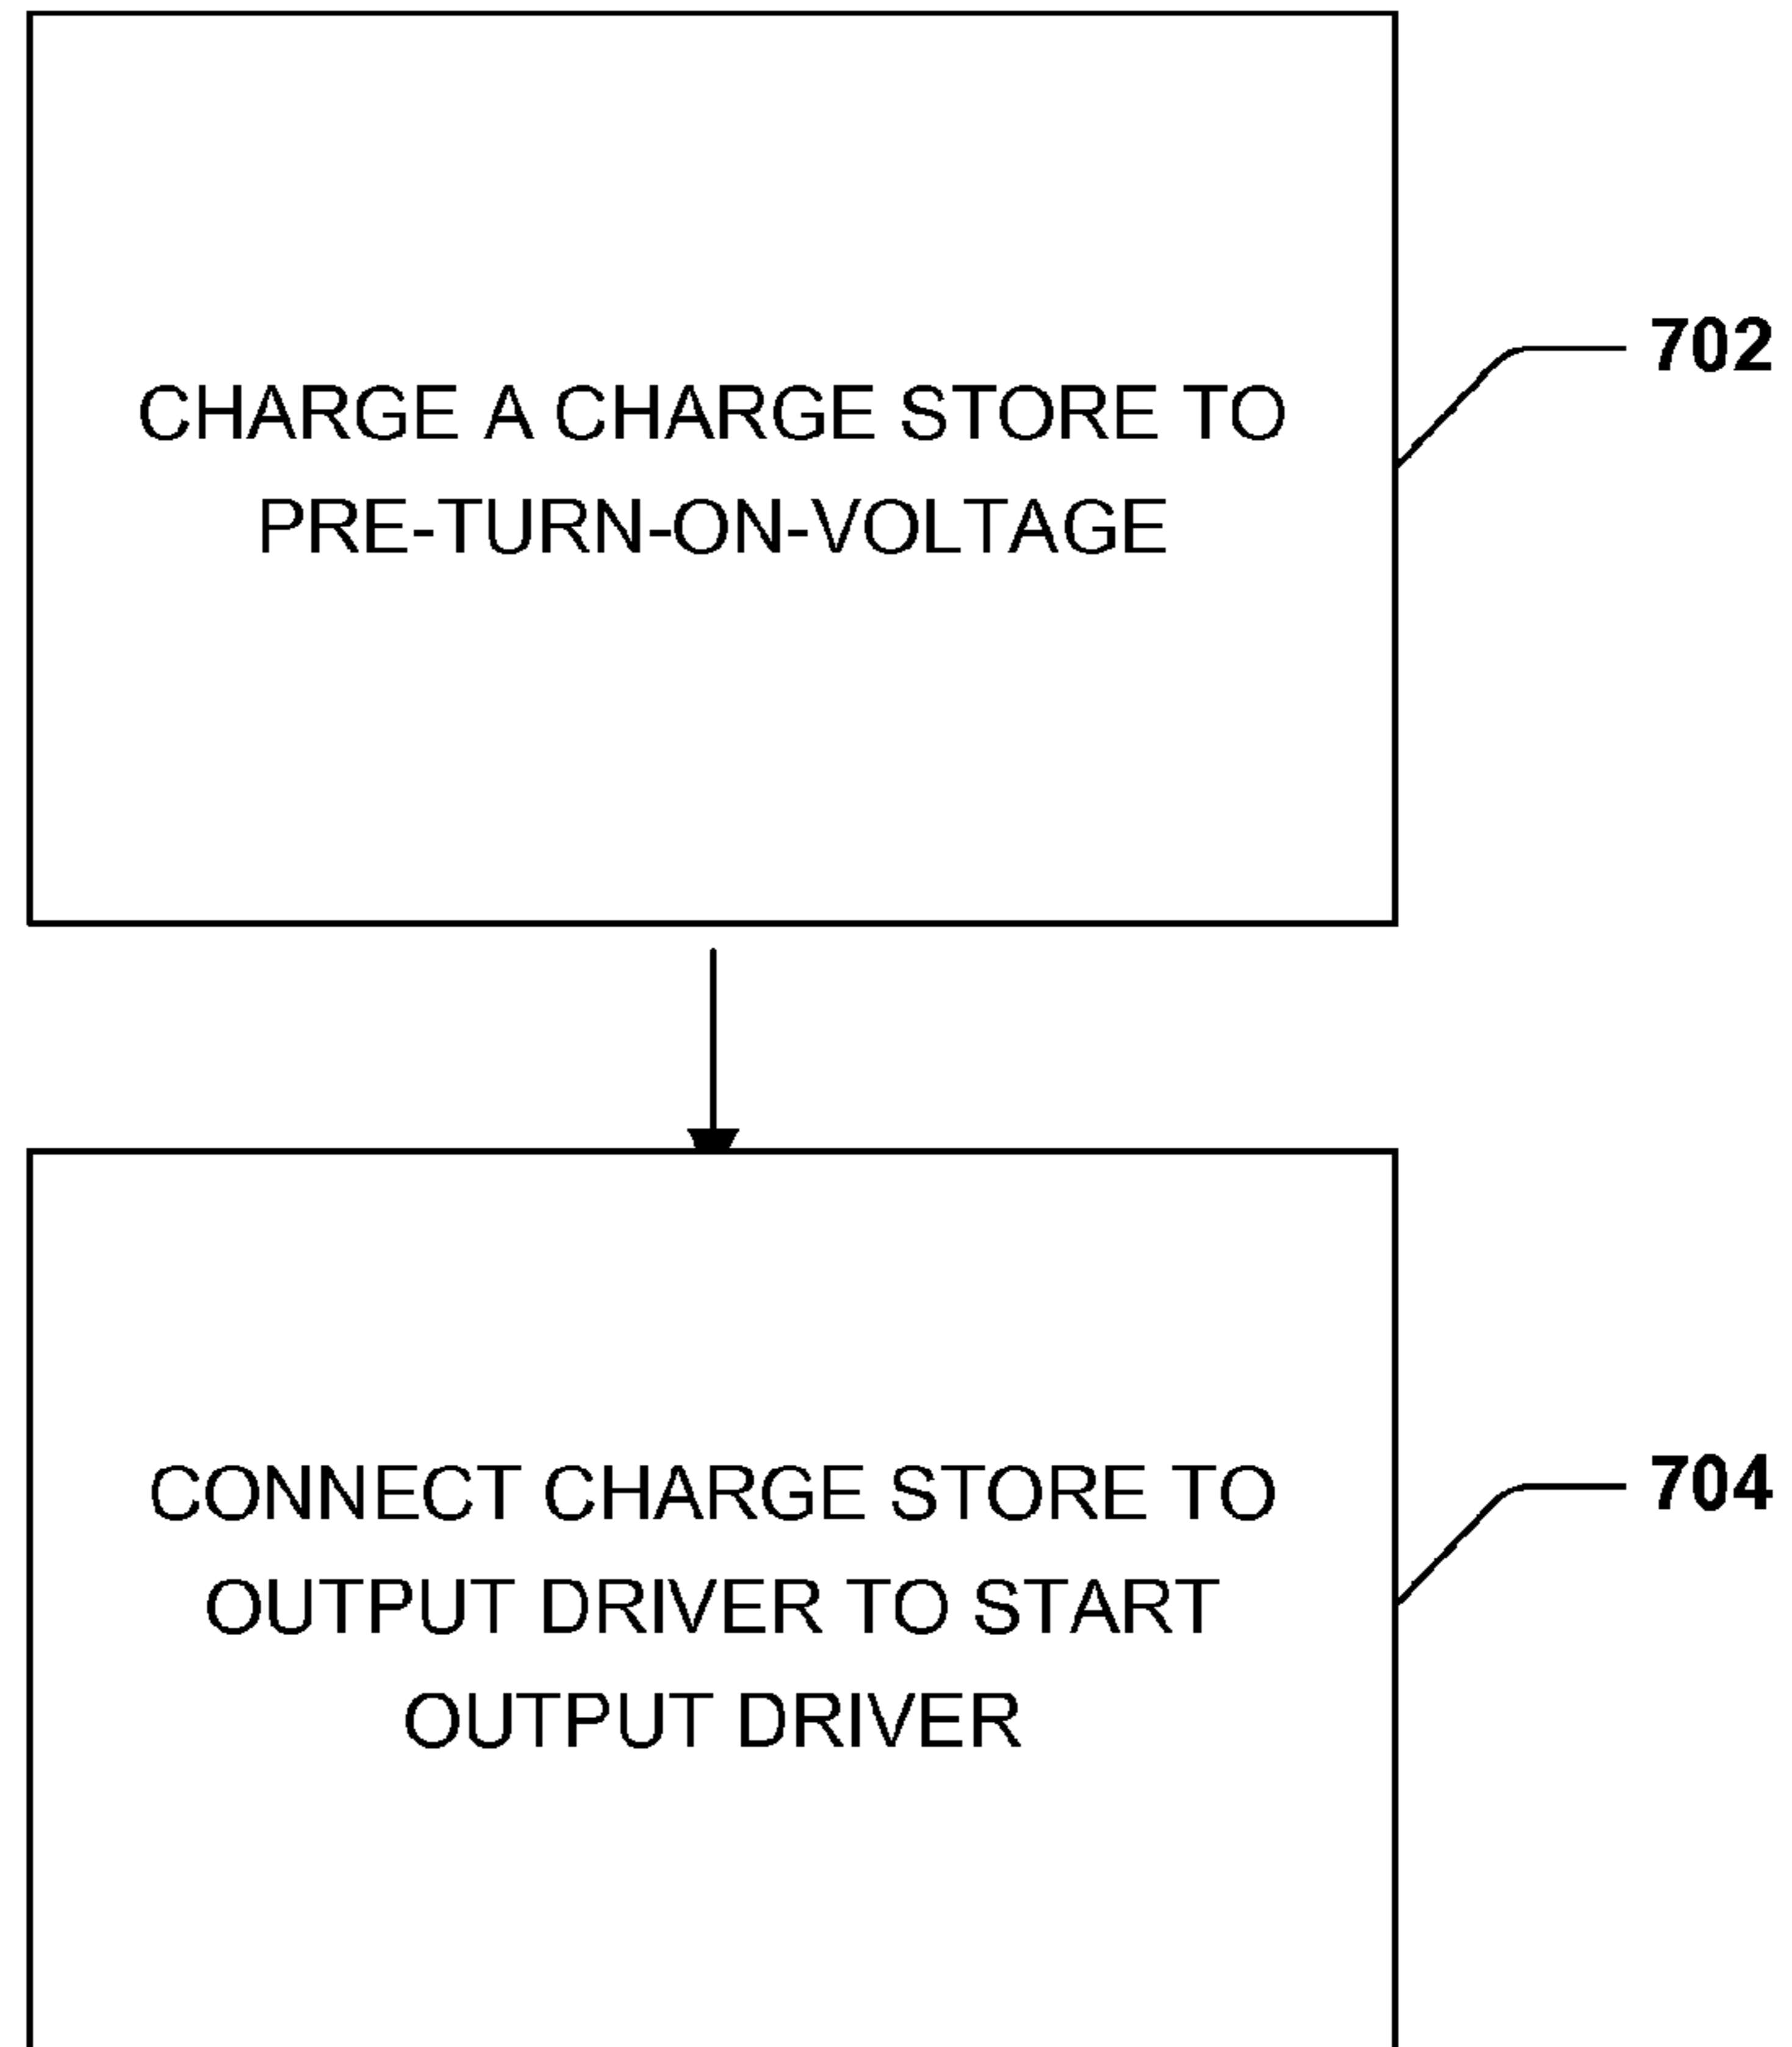 CHARGE A CHARGE STORE TO
PRE-TURN-ON-VOLTAGE
702
CONNECT CHARGE STORE TO
OUTPUT DRIVER TO START
OUTPUT DRIVER
704